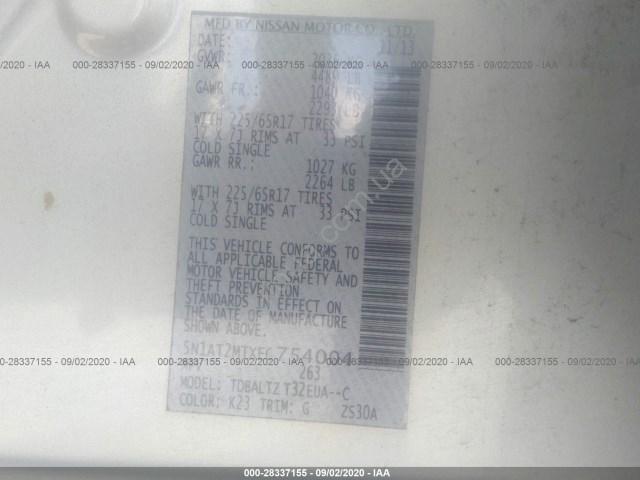 MFD BY NISSAN MOTOR CO., LTD.
DATE: 11/13
GVWR
GAWR FR.: 1040 KG
LB
WITH 225/65R17 TIRES
17 X 7J RIMS AT 33 PSI
COLD SINGLE
GAWR RR.: 1027 KG
2264 LB
WITH 225/65R17 TIRES
17 X 7J RIMS AT 33 PSI
COLD SINGLE
THIS VEHICLE CONFORMS TO
ALL APPLICABLE FEDERAL
MOTOR VEHICLE SAFETY AND
THEFT PREVENTION
STANDARDS IN EFFECT ON
THE DATE OF MANUFACTURE
SHOWN ABOVE.
263
MODEL: TDBALTZ T32EUA--C
COLOR: K23 TRIM: G ZS30A
000-28337155 - 09/02/2020 - IAA